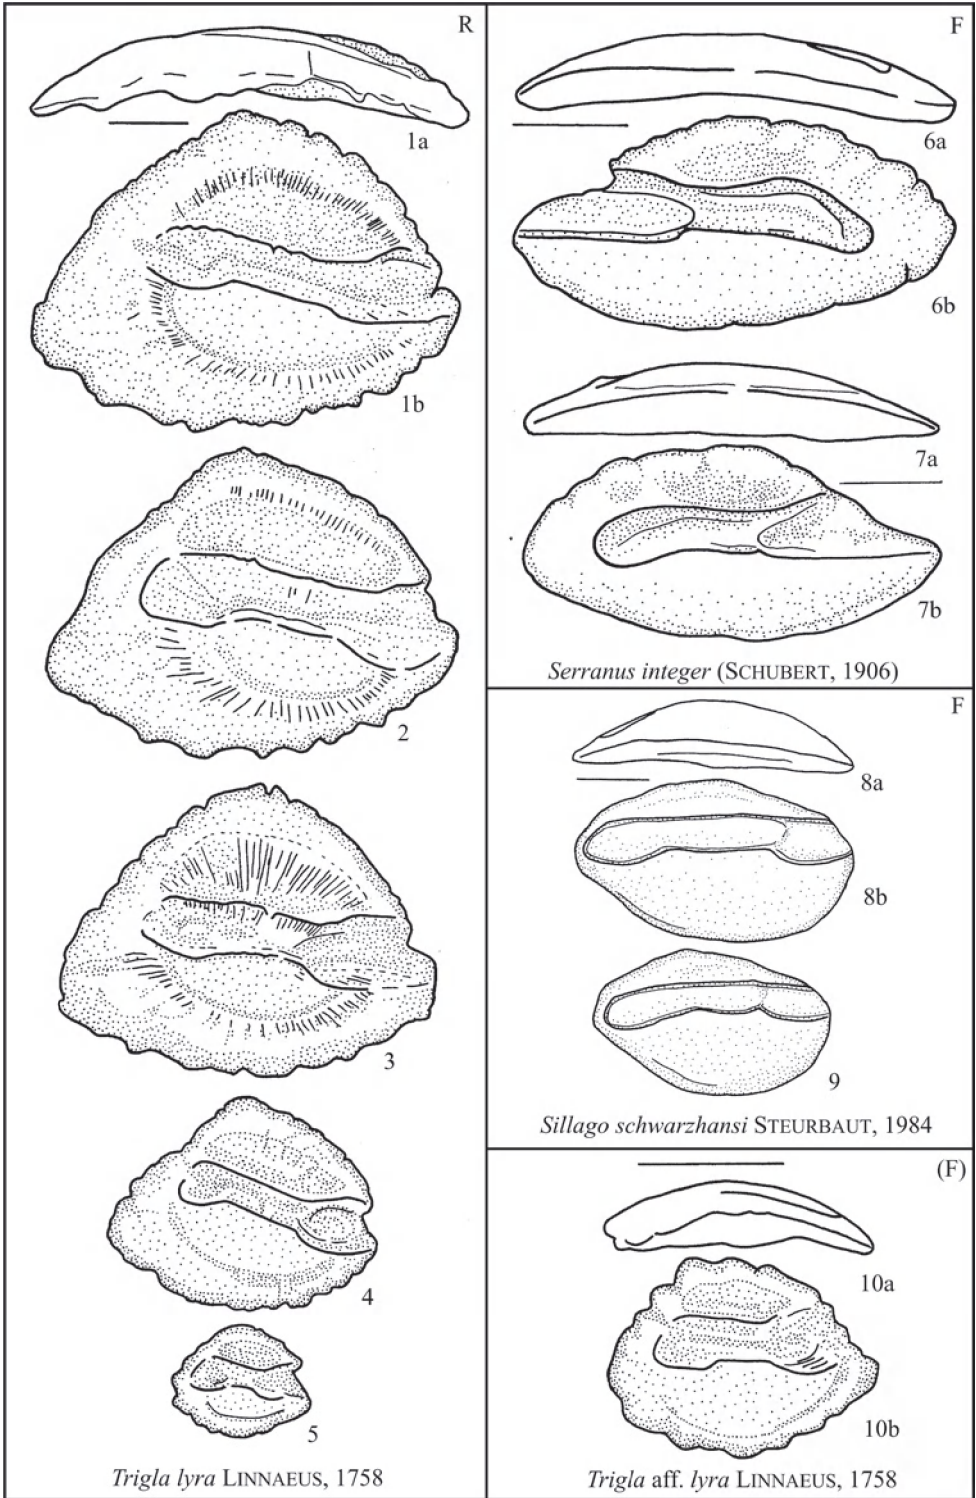 R
1a
1b
2
3
4
5
Trigla lyra LINNAEUS, 1758
F
6a
6b
7a
7b
Serranus integer (SCHUBERT, 1906)
F
8a
8b
9
Sillago schwarzhansi STEURBAUT, 1984
(F)
10a
10b
Trigla aff. lyra LINNAEUS, 1758